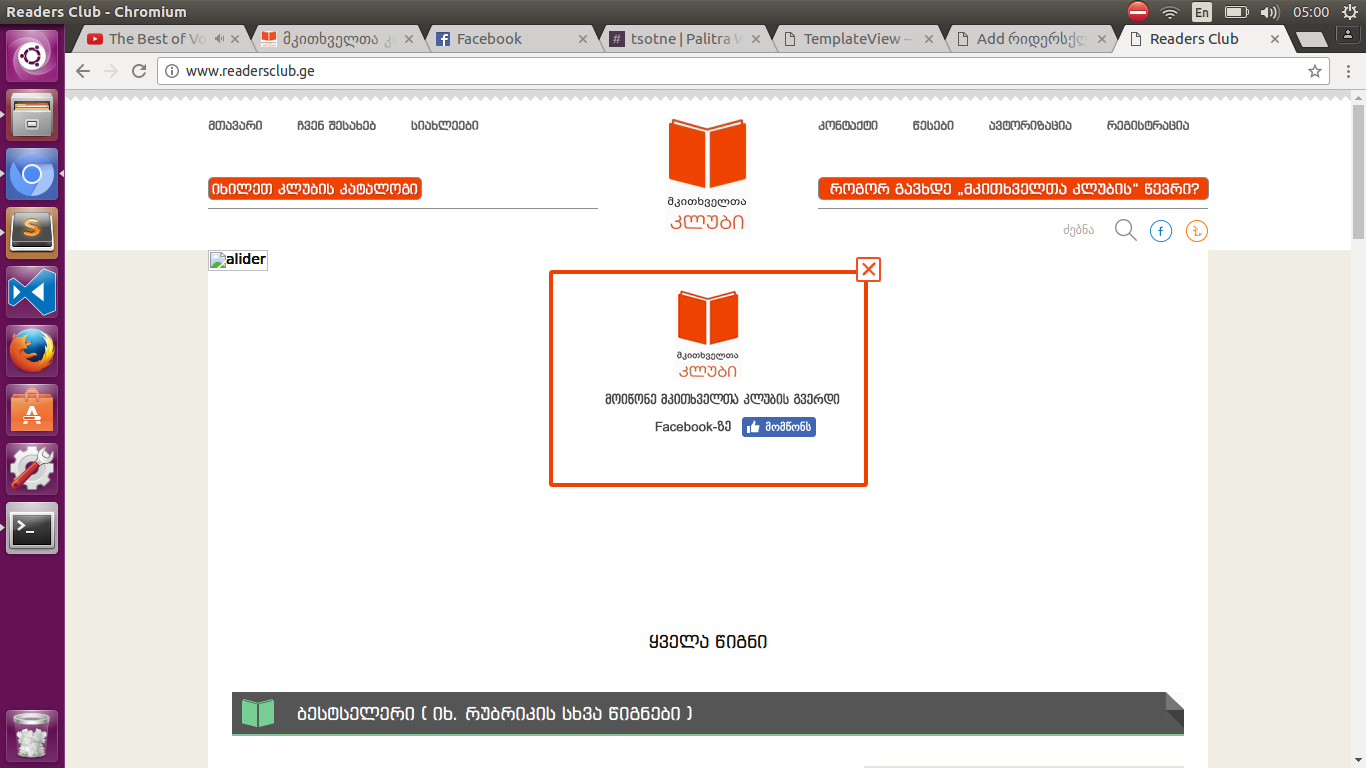 Readers Club - Chromium
En
05:00
The Best of Vo
მკითხველთა კლ
Facebook
tsotne | Palitra W
TemplateView –
Add რიდერსქლ
Readers Club
www.readersclub.ge
მთავარი ჩვენ შესახებ სიახლეები
კონტაქტი წესები ავტორიზაცია რეგისტრაცია
იხილეთ კლუბის კატალოგი
როგორ გავხდე „მკითხველთა კლუბის“ წევრი?
მკითხველთა
კლუბი
ძებნა
alider
მკითხველთა
კლუბი
მოიწონე მკითხველთა კლუბის გვერდი
Facebook-ზე მომწონს
ყველა წიგნი
ბესტსელერი ( იხ. რუბრიკის სხვა წიგნები )